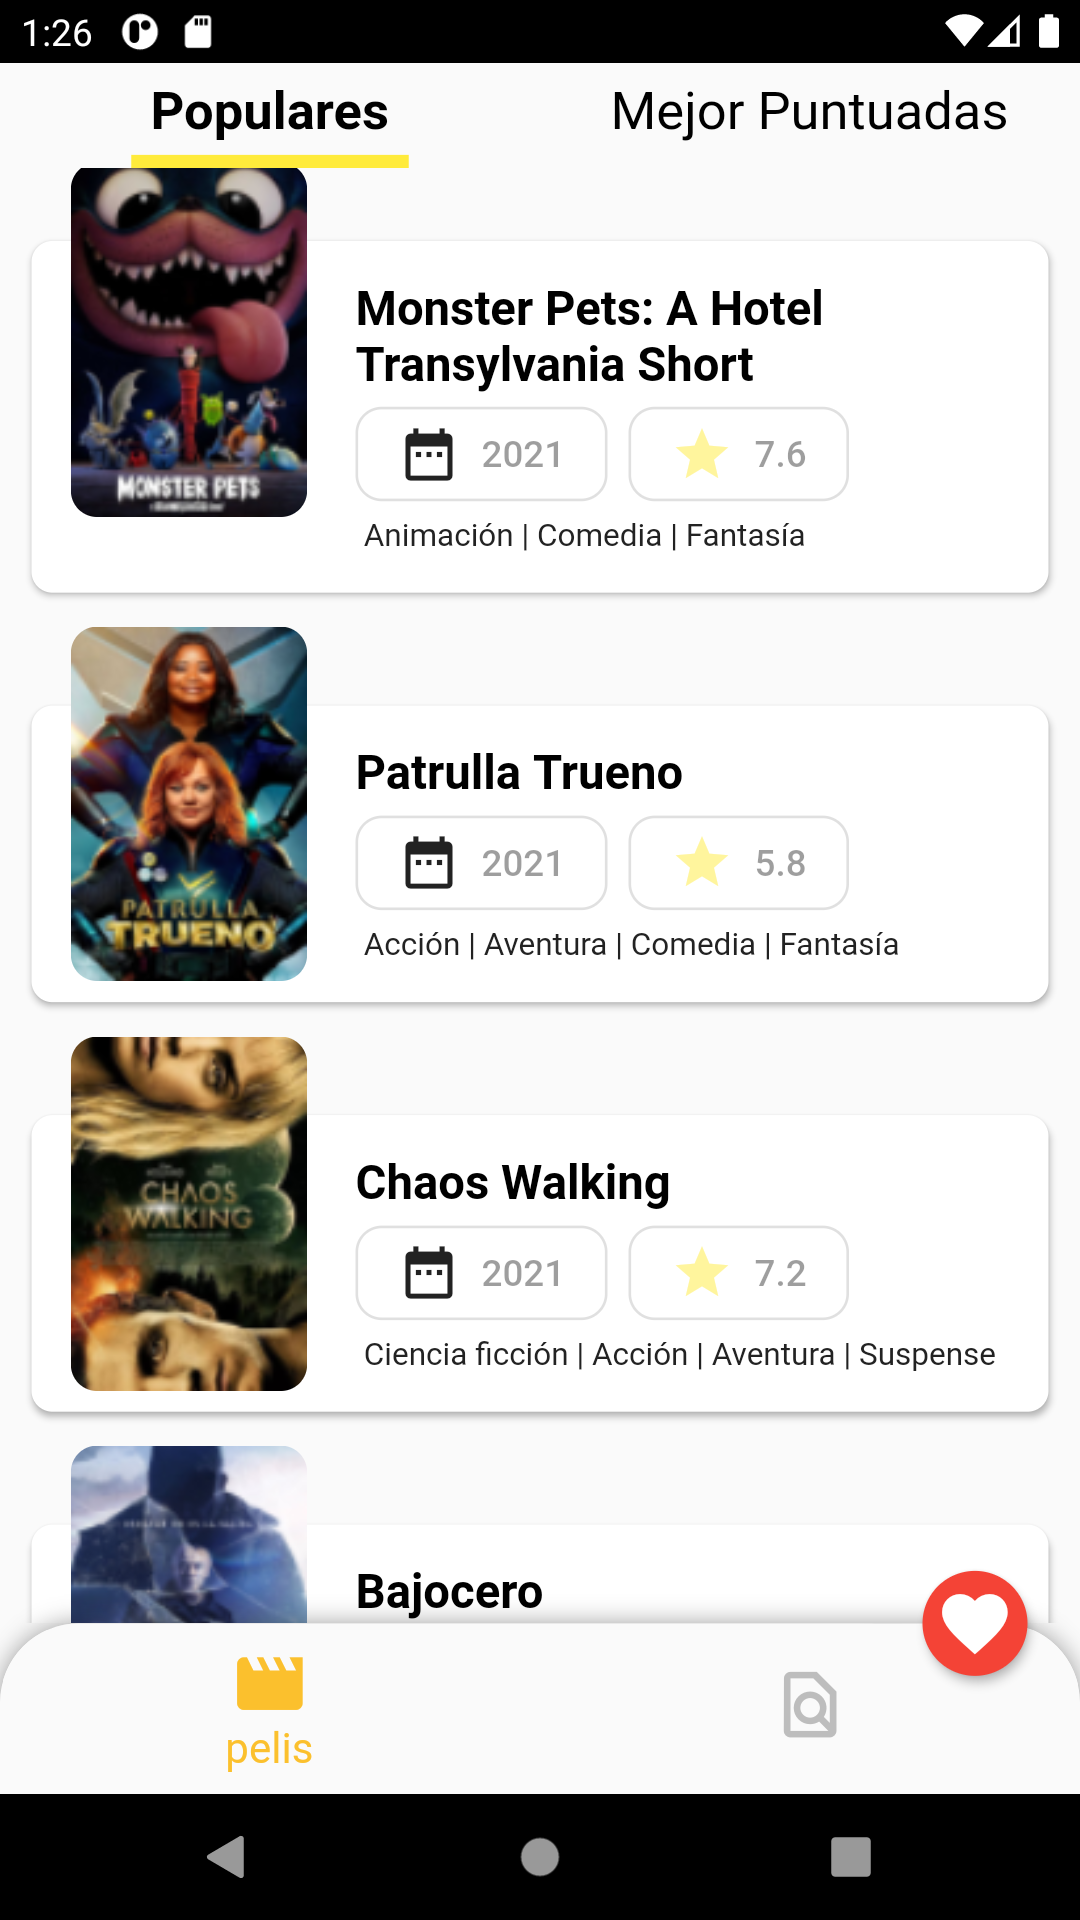 1:26
Populares
Mejor Puntuadas
MONSTER PETS
Monster Pets: A Hotel
Transylvania Short
2021
7.6
Animación | Comedia | Fantasía
PATRULLA
TRUENO
Patrulla Trueno
2021
5.8
Acción | Aventura | Comedia | Fantasía
CHAOS
WALKING
Chaos Walking
2021
7.2
Ciencia ficción | Acción | Aventura | Suspense
Bajocero
pelis